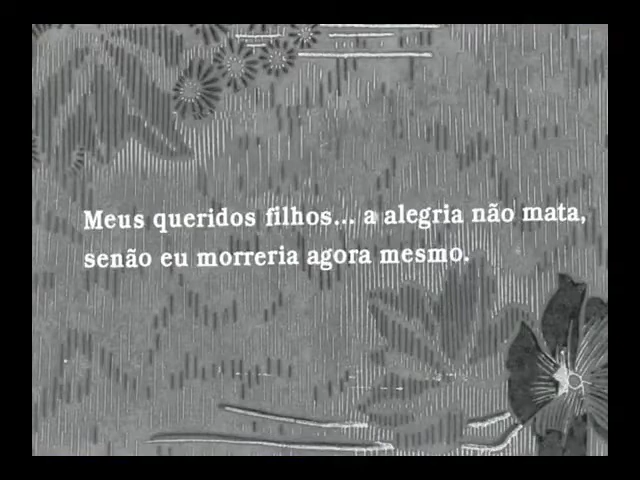 Meus queridos filhos... a alegria não mata,
senão eu morreria agora mesmo.